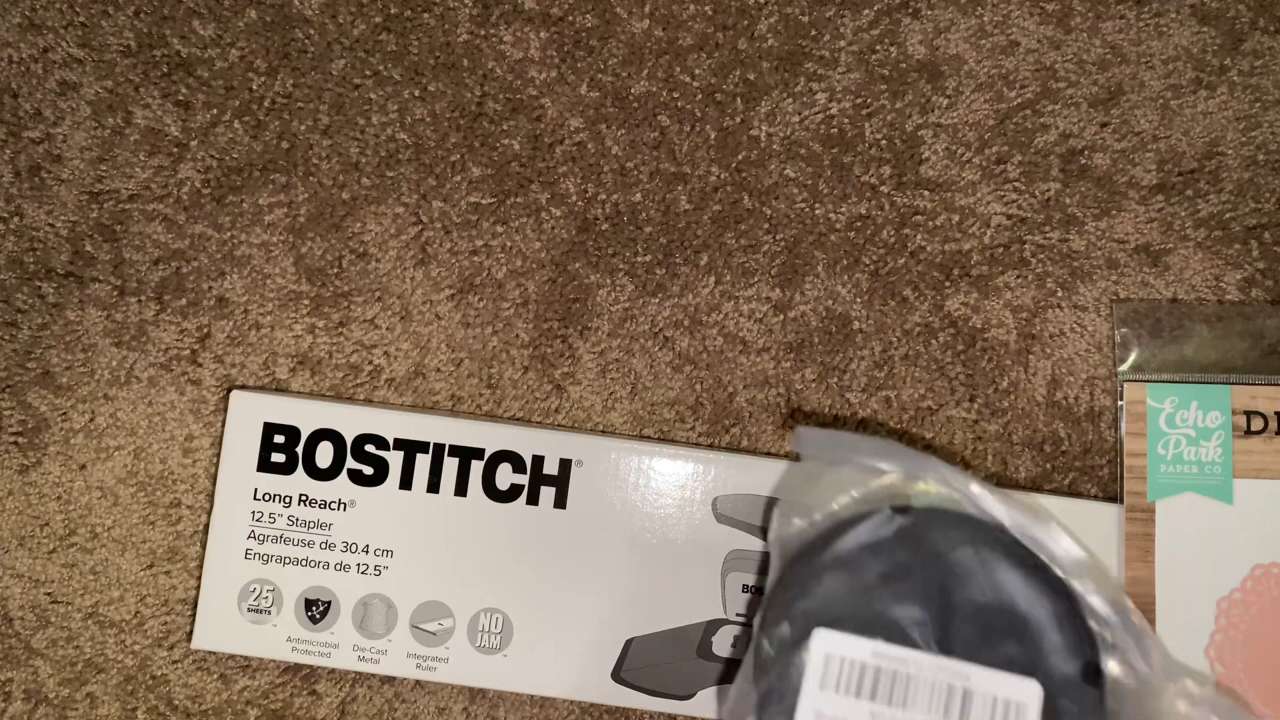 BOSTITCH®
Long Reach®
12.5” Stapler
Agrafeuse de 30.4 cm
Engrapadora de 12.5”
25
SHEETS
Antimicrobial
Protected
Die-Cast
Metal
Integrated
Ruler
NO
JAM
BOS
Echo
Park
PAPER CO